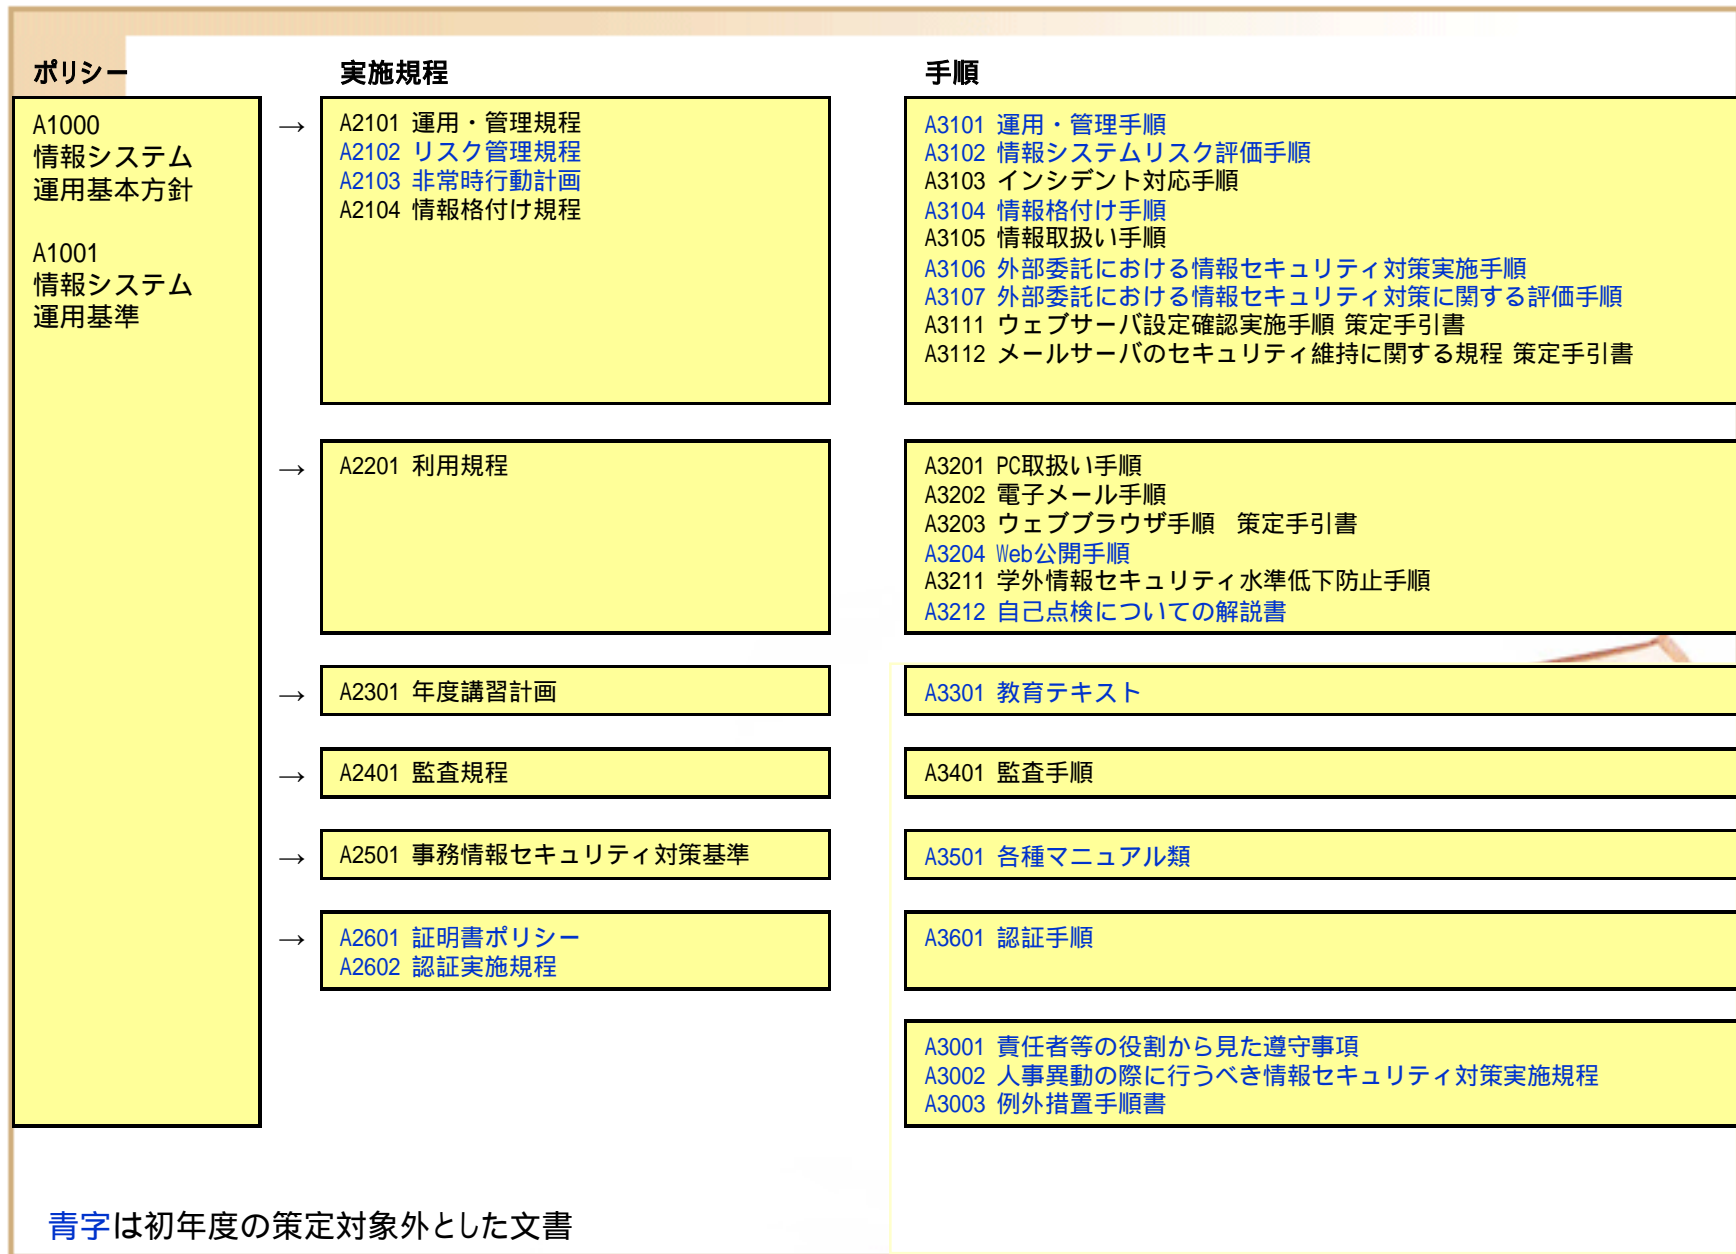 ポリシー
A1000
情報システム
運用基本方針
A1001
情報システム
運用基準
実施規程
→
A2101 運用・管理規程
A2102 リスク管理規程
A2103 非常時行動計画
A2104 情報格付け規程
→
A2201 利用規程
→
A2301 年度講習計画
→
A2401 監査規程
→
A2501 事務情報セキュリティ対策基準
→
A2601 証明書ポリシー
A2602 認証実施規程
手順
A3101 運用・管理手順
A3102 情報システムリスク評価手順
A3103 インシデント対応手順
A3104 情報格付け手順
A3105 情報取扱い手順
A3106 外部委託における情報セキュリティ対策実施手順
A3107 外部委託における情報セキュリティ対策に関する評価手順
A3111 ウェブサーバ設定確認実施手順 策定手引書
A3112 メールサーバのセキュリティ維持に関する規程 策定手引書
A3201 PC取扱い手順
A3202 電子メール手順
A3203 ウェブブラウザ手順　策定手引書
A3204 Web公開手順
A3211 学外情報セキュリティ水準低下防止手順
A3212 自己点検についての解説書
A3301 教育テキスト
A3401 監査手順
A3501 各種マニュアル類
A3601 認証手順
A3001 責任者等の役割から見た遵守事項
A3002 人事異動の際に行うべき情報セキュリティ対策実施規程
A3003 例外措置手順書
青字は初年度の策定対象外とした文書